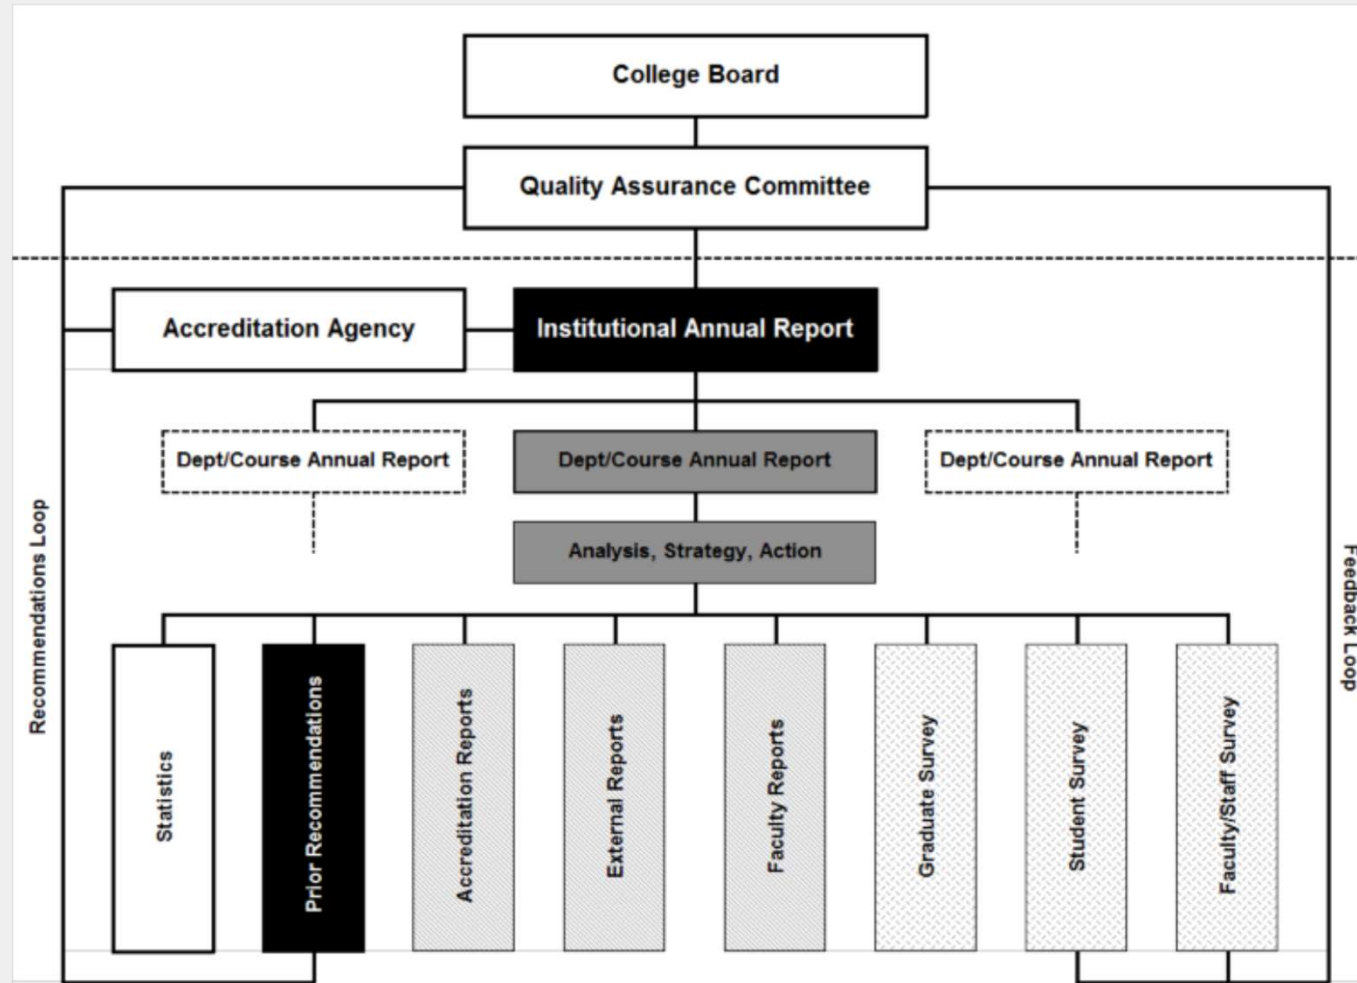 College Board
Quality Assurance Committee
Accreditation Agency
Institutional Annual Report
Dept/Course Annual Report
Dept/Course Annual Report
Dept/Course Annual Report
Analysis, Strategy, Action
Recommendations Loop
Feedback Loop
Statistics
Prior Recommendations
Accreditation Reports
External Reports
Faculty Reports
Graduate Survey
Student Survey
Faculty/Staff Survey